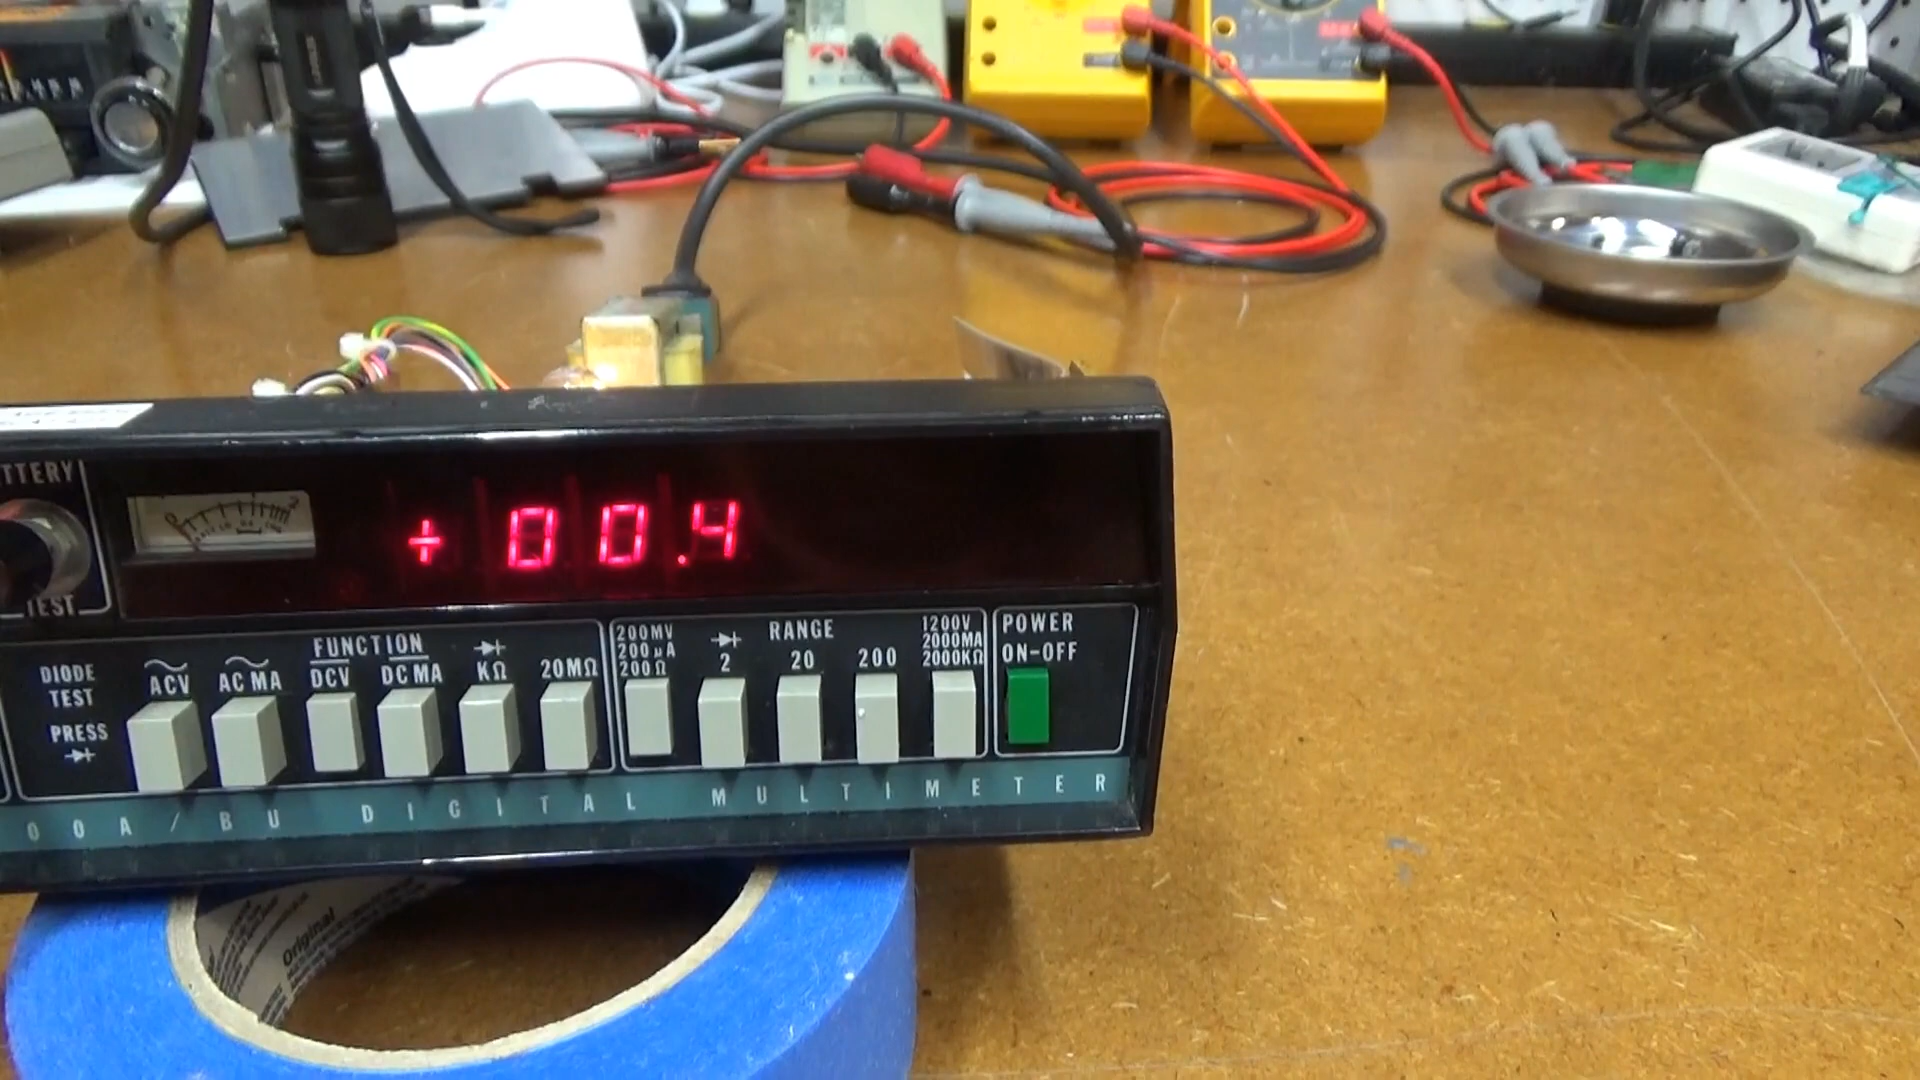 TTERY
TEST
+00.4
DIODE
TEST
PRESS
FUNCTION
ACV
AC MA
DCV
DC MA
KΩ
20MΩ
200MV
200µA
200Ω
RANGE
2
20
200
1200V
2000MA
2000KΩ
POWER
ON-OFF
00A/BU DIGITAL MULTIMETER
Original